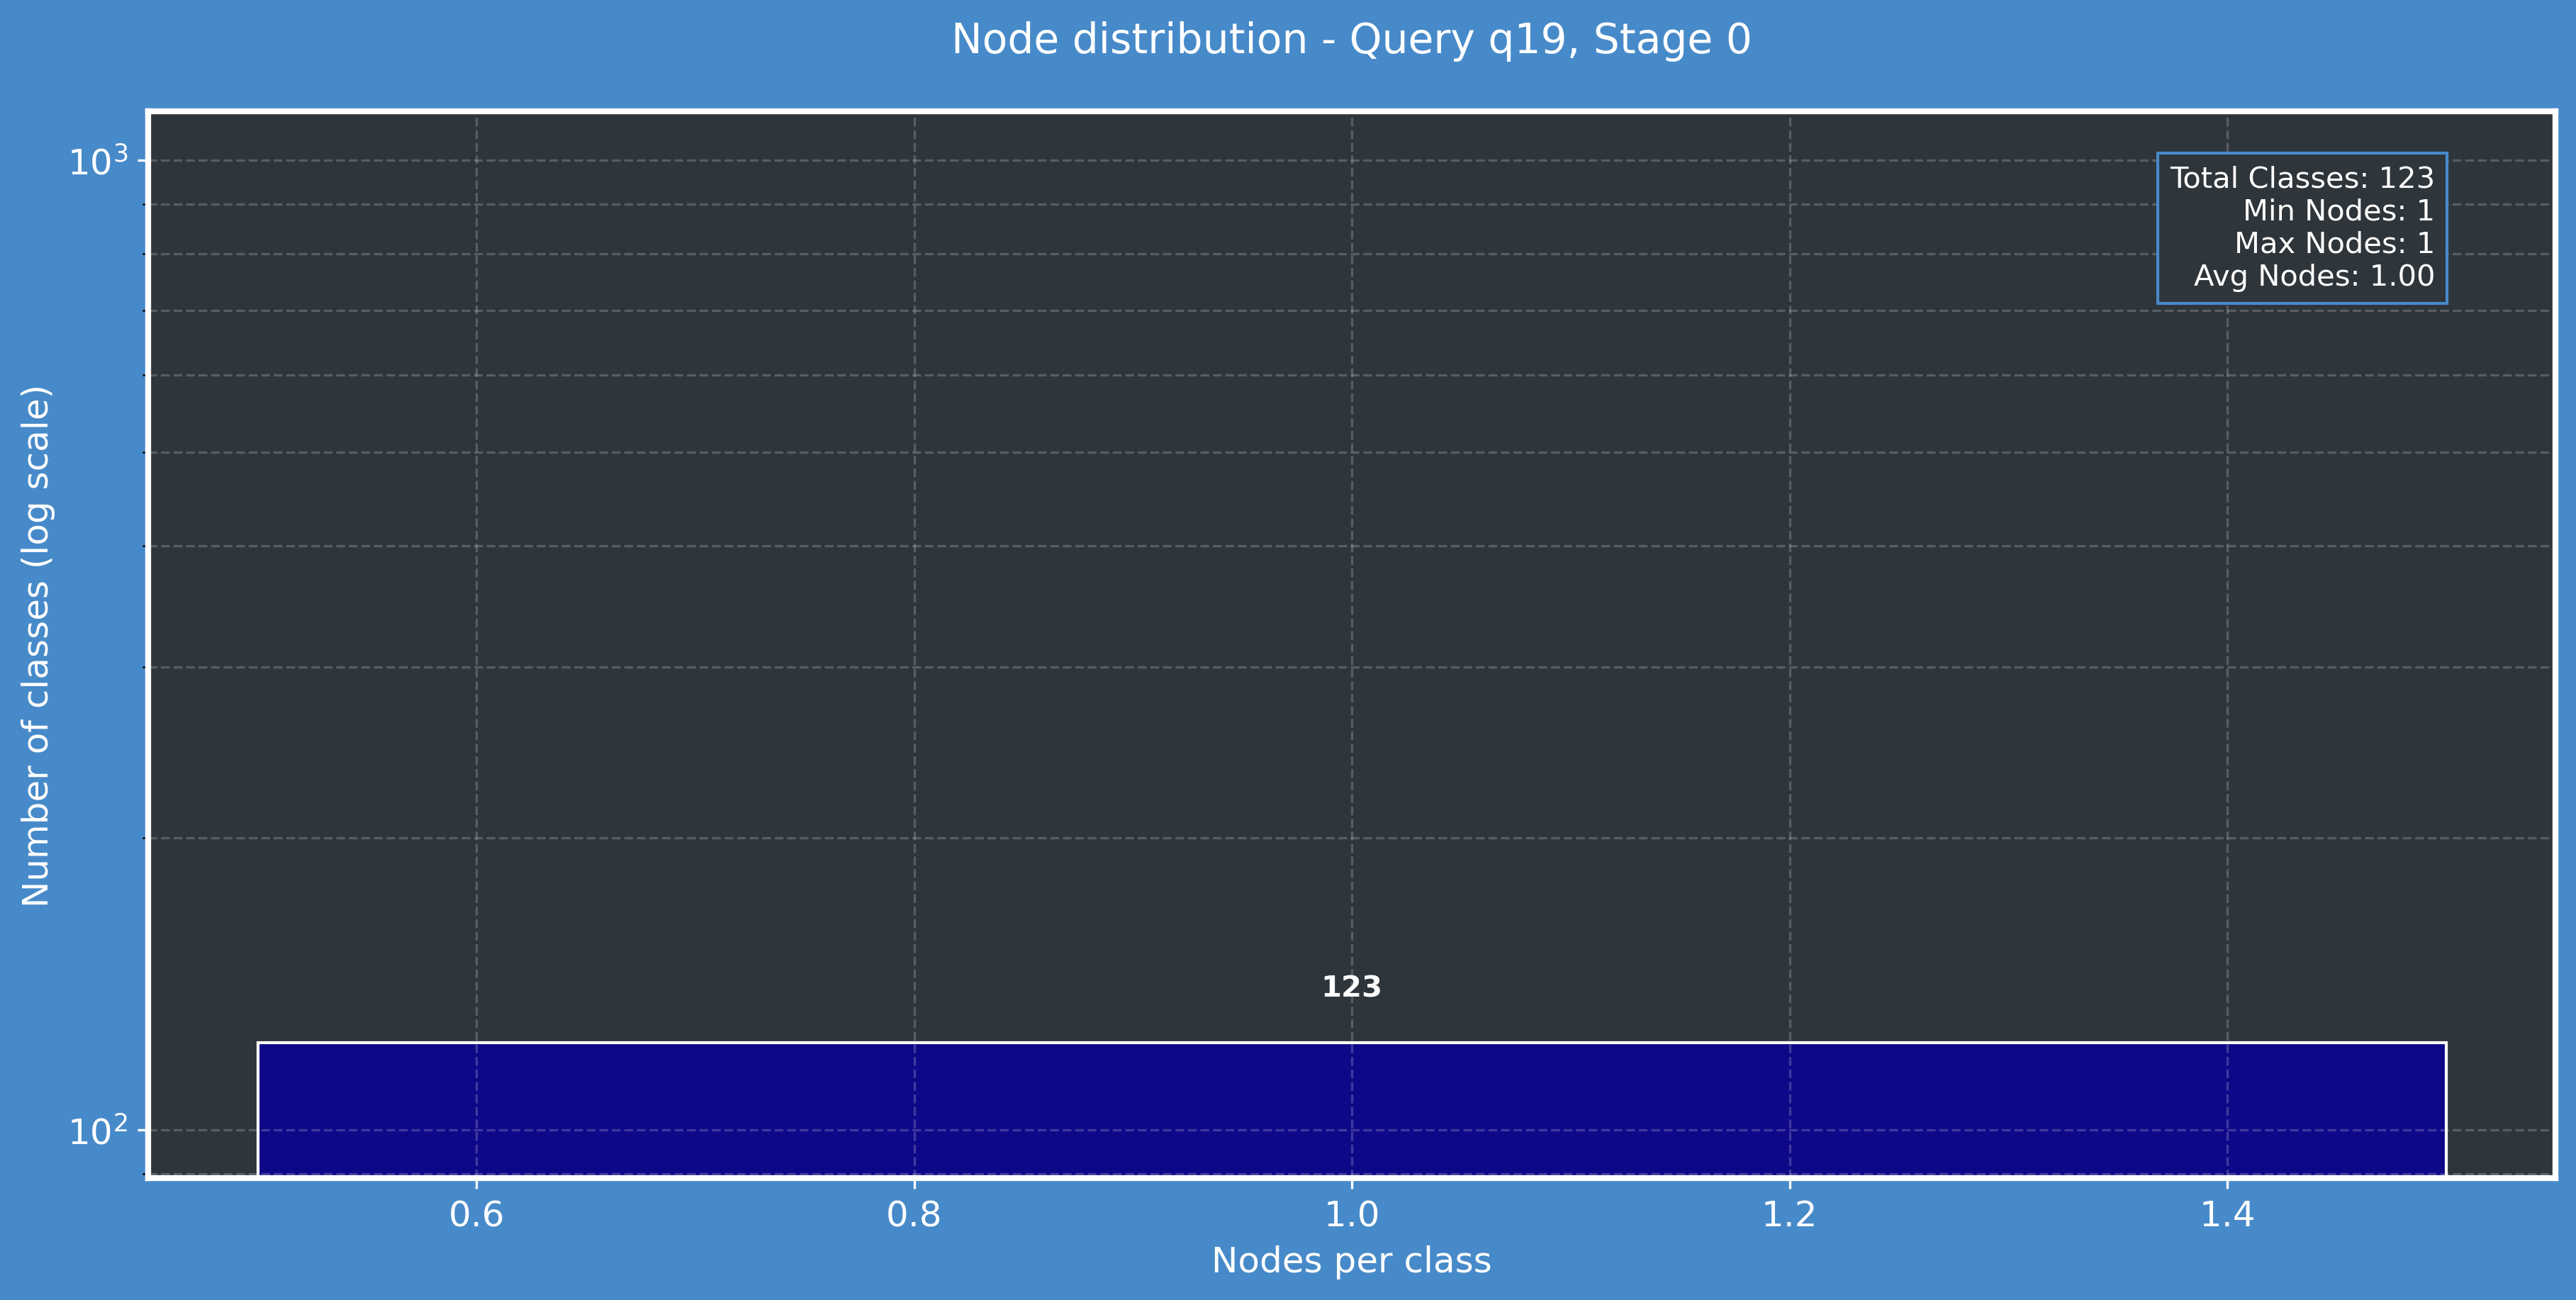 Node distribution - Query q19, Stage 0
10³
Total Classes: 123
Min Nodes: 1
Max Nodes: 1
Avg Nodes: 1.00
Number of classes (log scale)
123
10²
0.6 0.8 1.0 1.2 1.4
Nodes per class